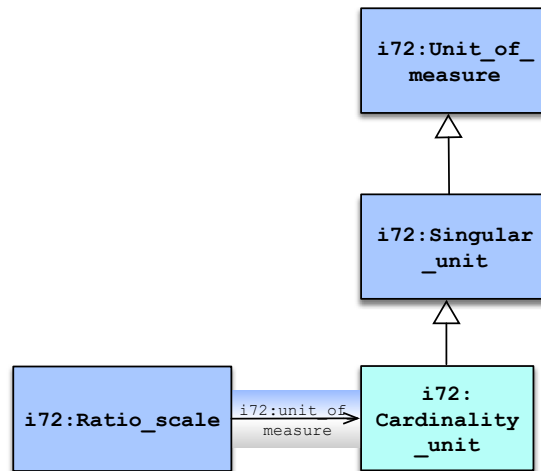 i72:Unit_of_
measure
i72:Singular
_unit
i72:
Cardinality
_unit
i72:Ratio_scale
i72:unit_of_
measure